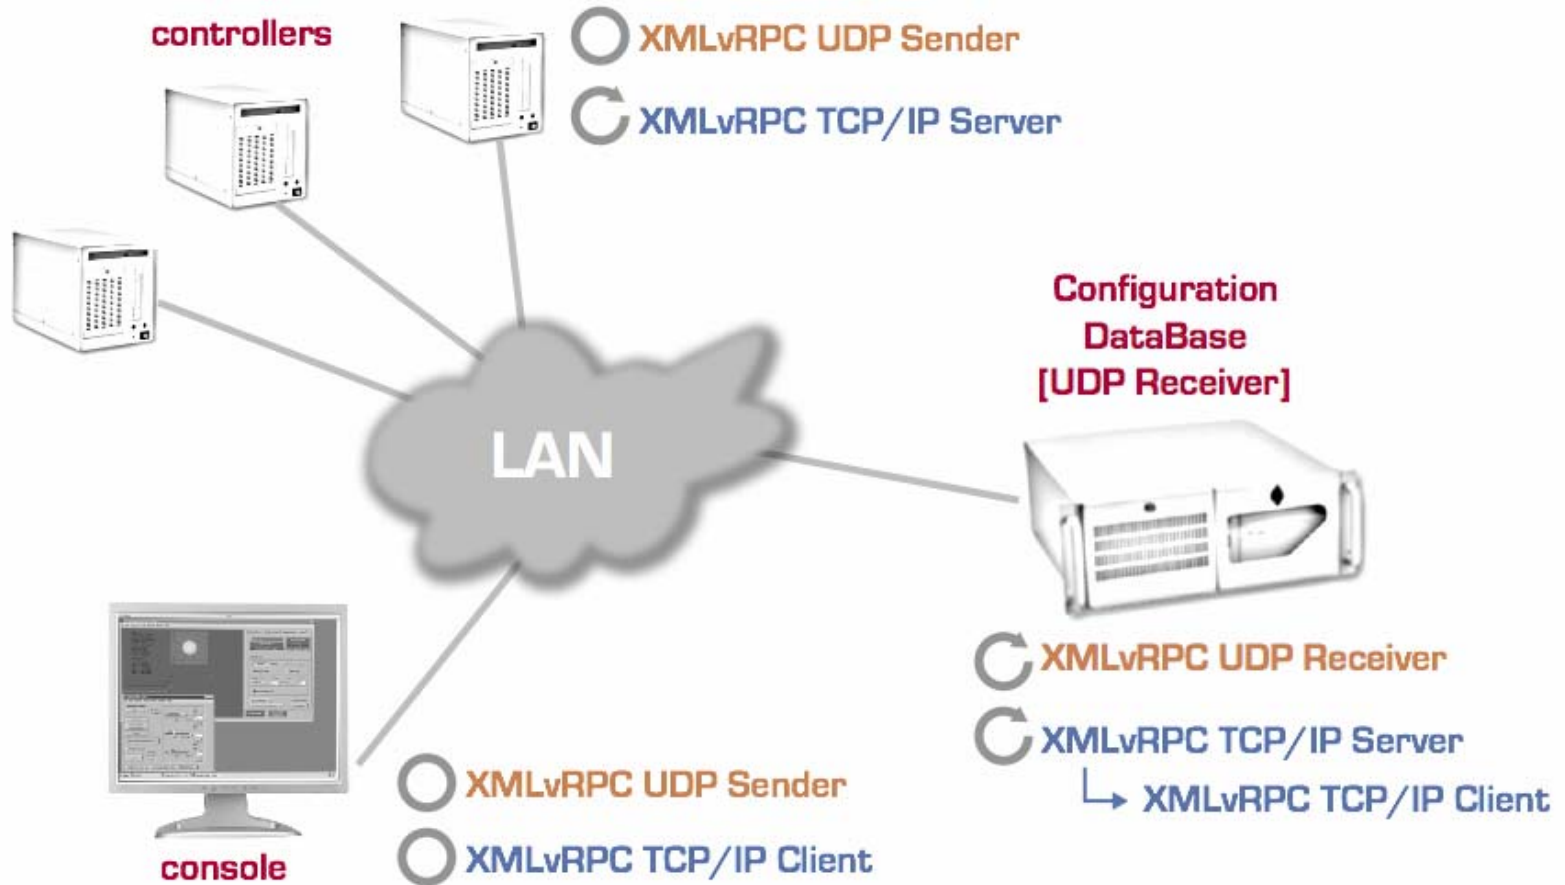 controllers
XMLvRPC UDP Sender
XMLvRPC TCP/IP Server
Configuration
DataBase
[UDP Receiver]
LAN
XMLvRPC UDP Receiver
XMLvRPC TCP/IP Server
XMLvRPC TCP/IP Client
XMLvRPC UDP Sender
XMLvRPC TCP/IP Client
console